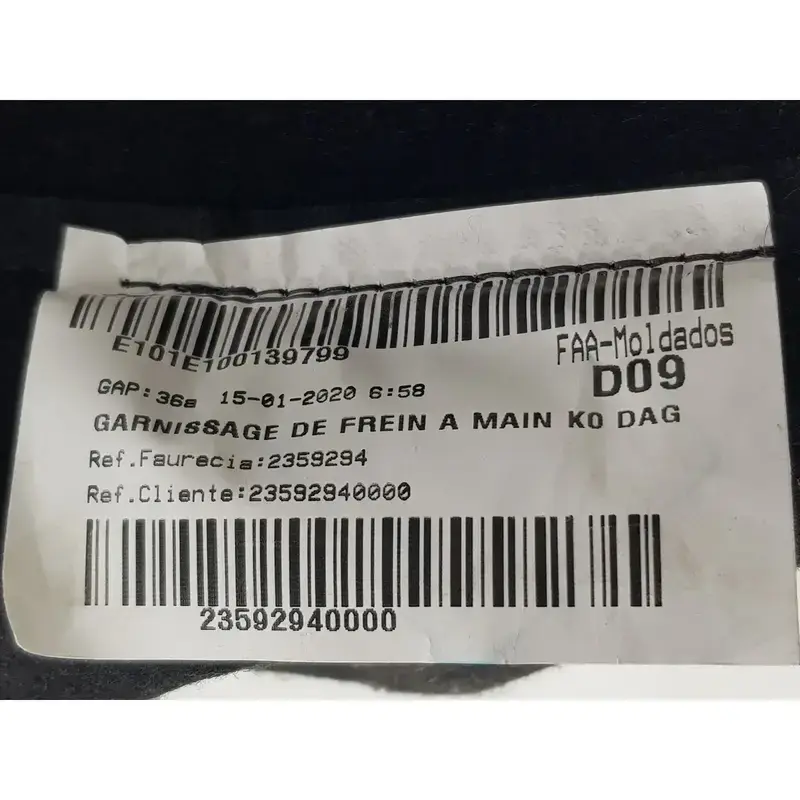 E101E100139799
FAA-Moldados
D09
GAP:36a 15-01-2020 6:58
GARNISSAGE DE FREIN A MAIN K0 DAG
Ref.Faurecia:2359294
Ref.Cliente:23592940000
23592940000